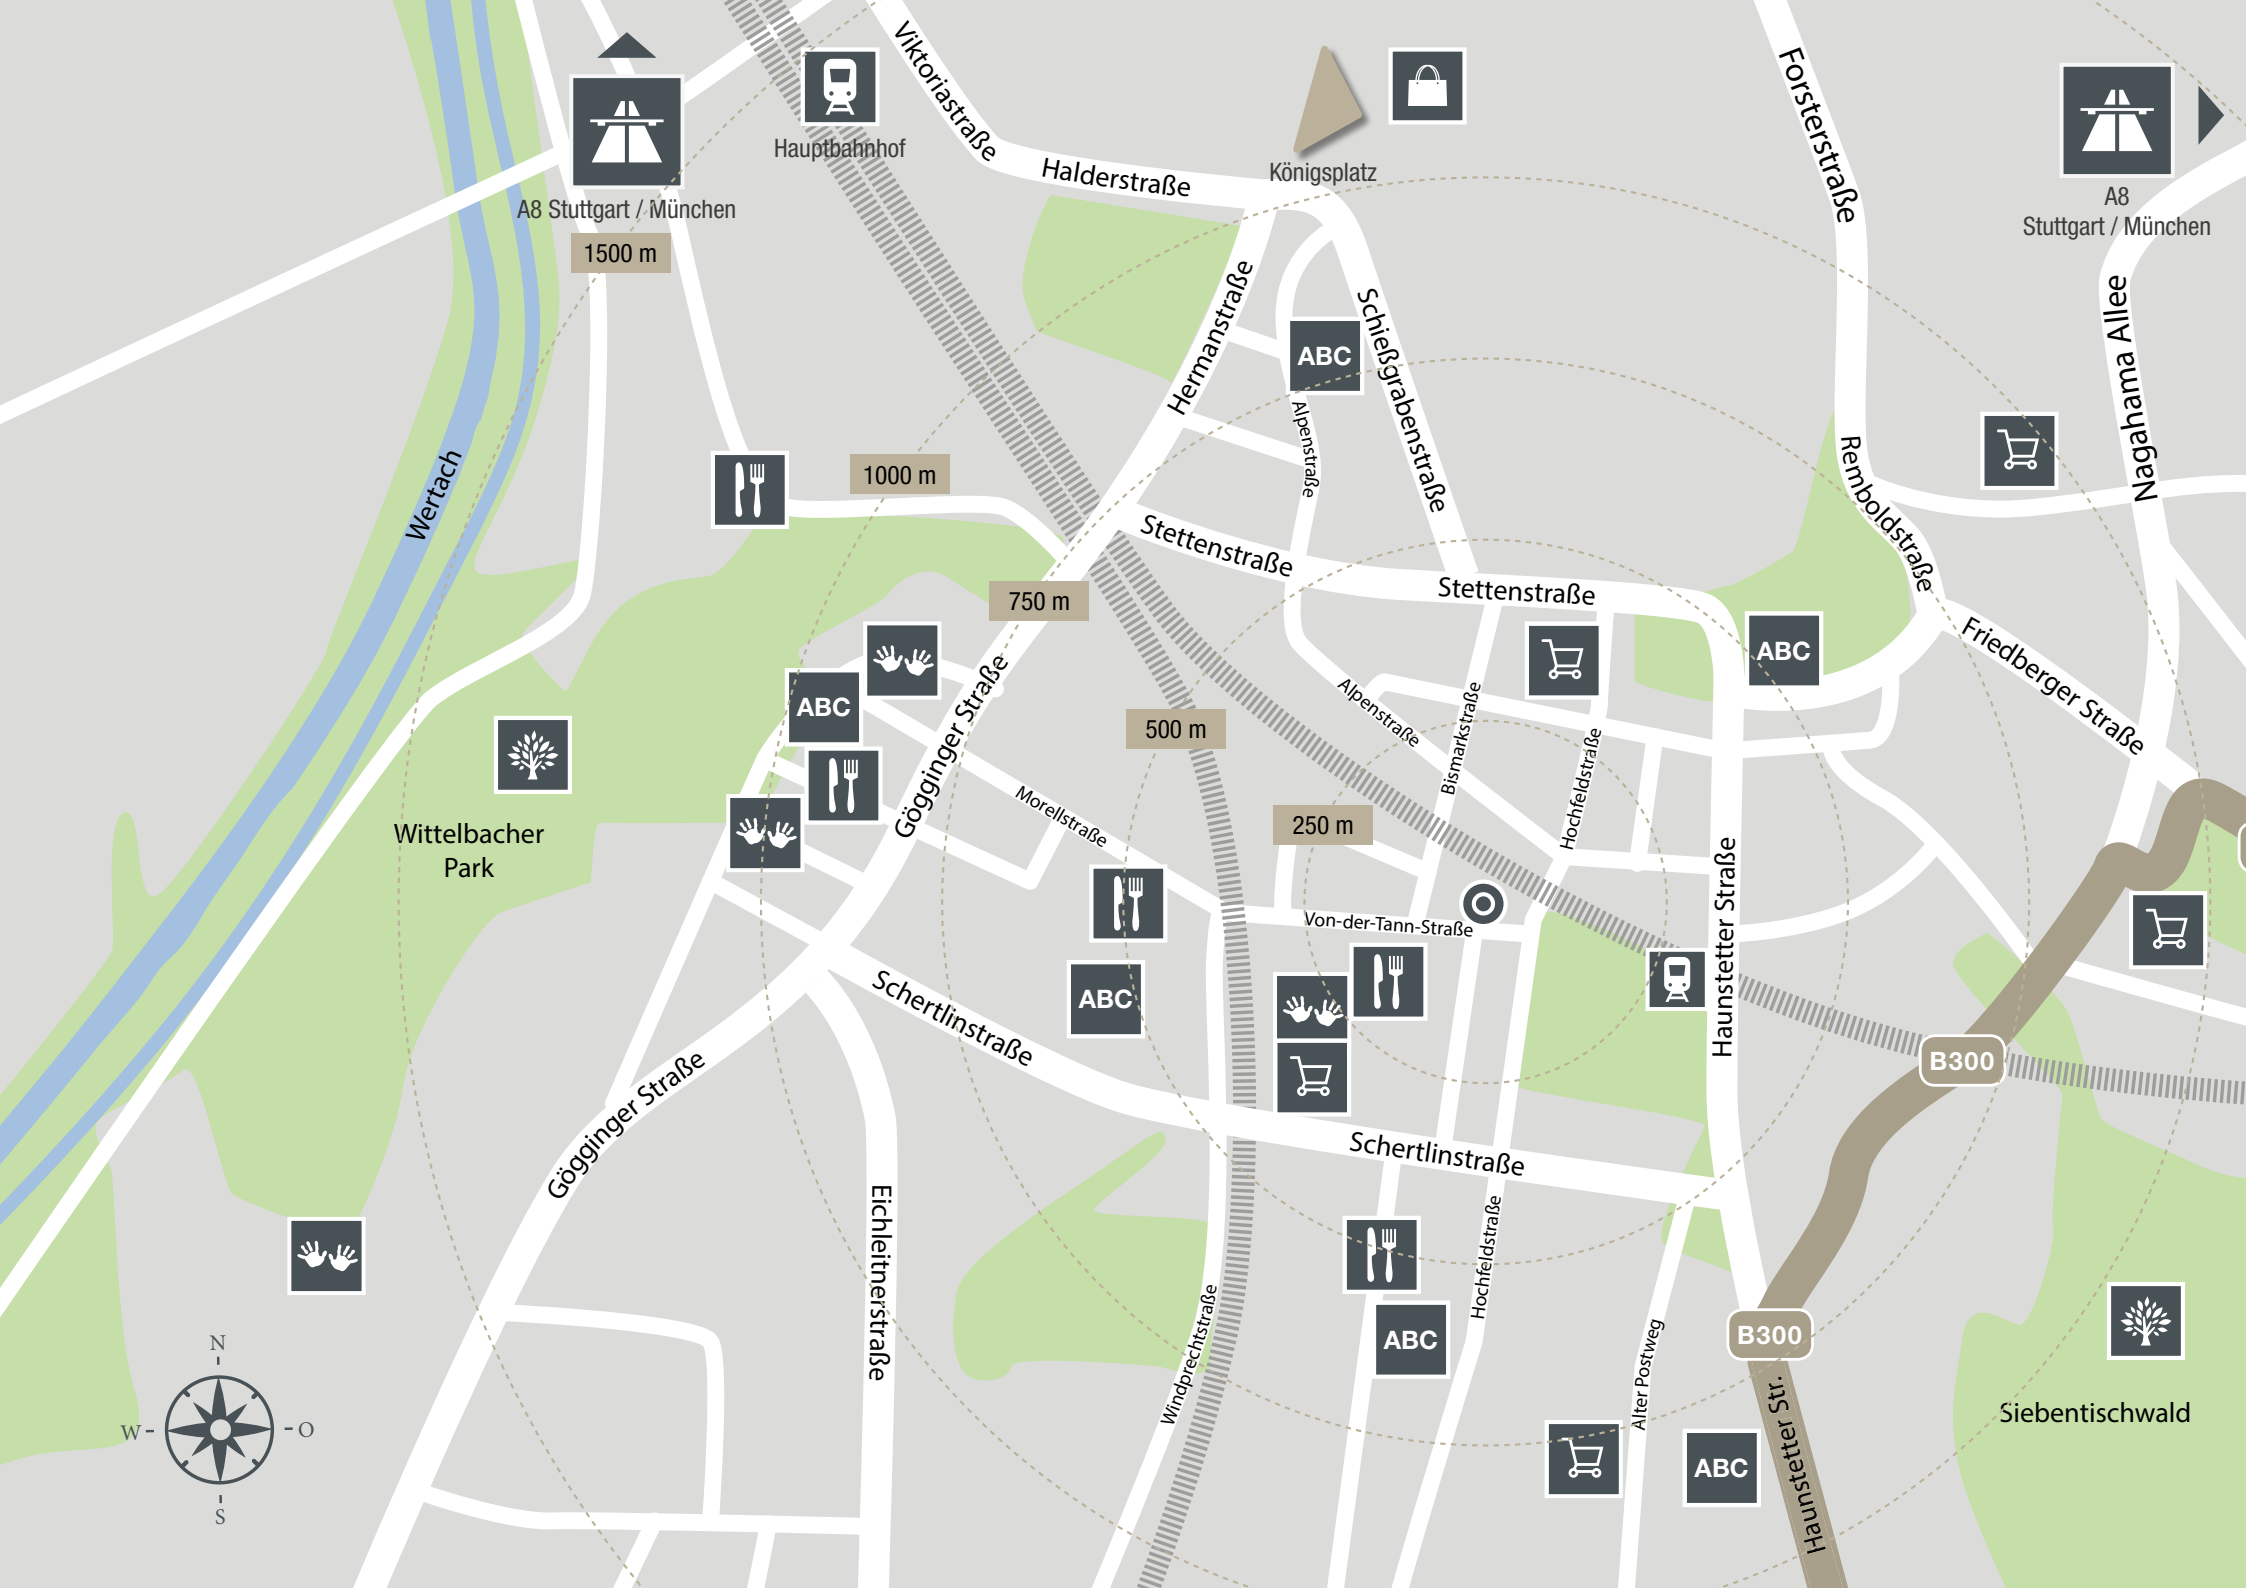 Viktoriastraße
Forsterstraße
Hauptbahnhof
Halderstraße
Königsplatz
A8 Stuttgart / München
A8
Stuttgart / München
1500 m
Hermanstraße
Schießgrabenstraße
Nagahama Allee
ABC
Alpenstraße
Remboldstraße
Wertach
1000 m
Stettenstraße
Stettenstraße
750 m
Friedberger Straße
ABC
ABC
Gögginger Straße
Alpenstraße
Bismarkstraße
Hochfeldstraße
500 m
Morellstraße
250 m
Wittelbacher
Park
Haunstetter Straße
Von-der-Tann-Straße
Schertlinstraße
ABC
B300
Gögginger Straße
Schertlinstraße
Eichleitnerstraße
Hochfeldstraße
Windprechtstraße
ABC
Alter Postweg
B300
Haunstetter Str.
Siebentischwald
ABC
N
W
O
S